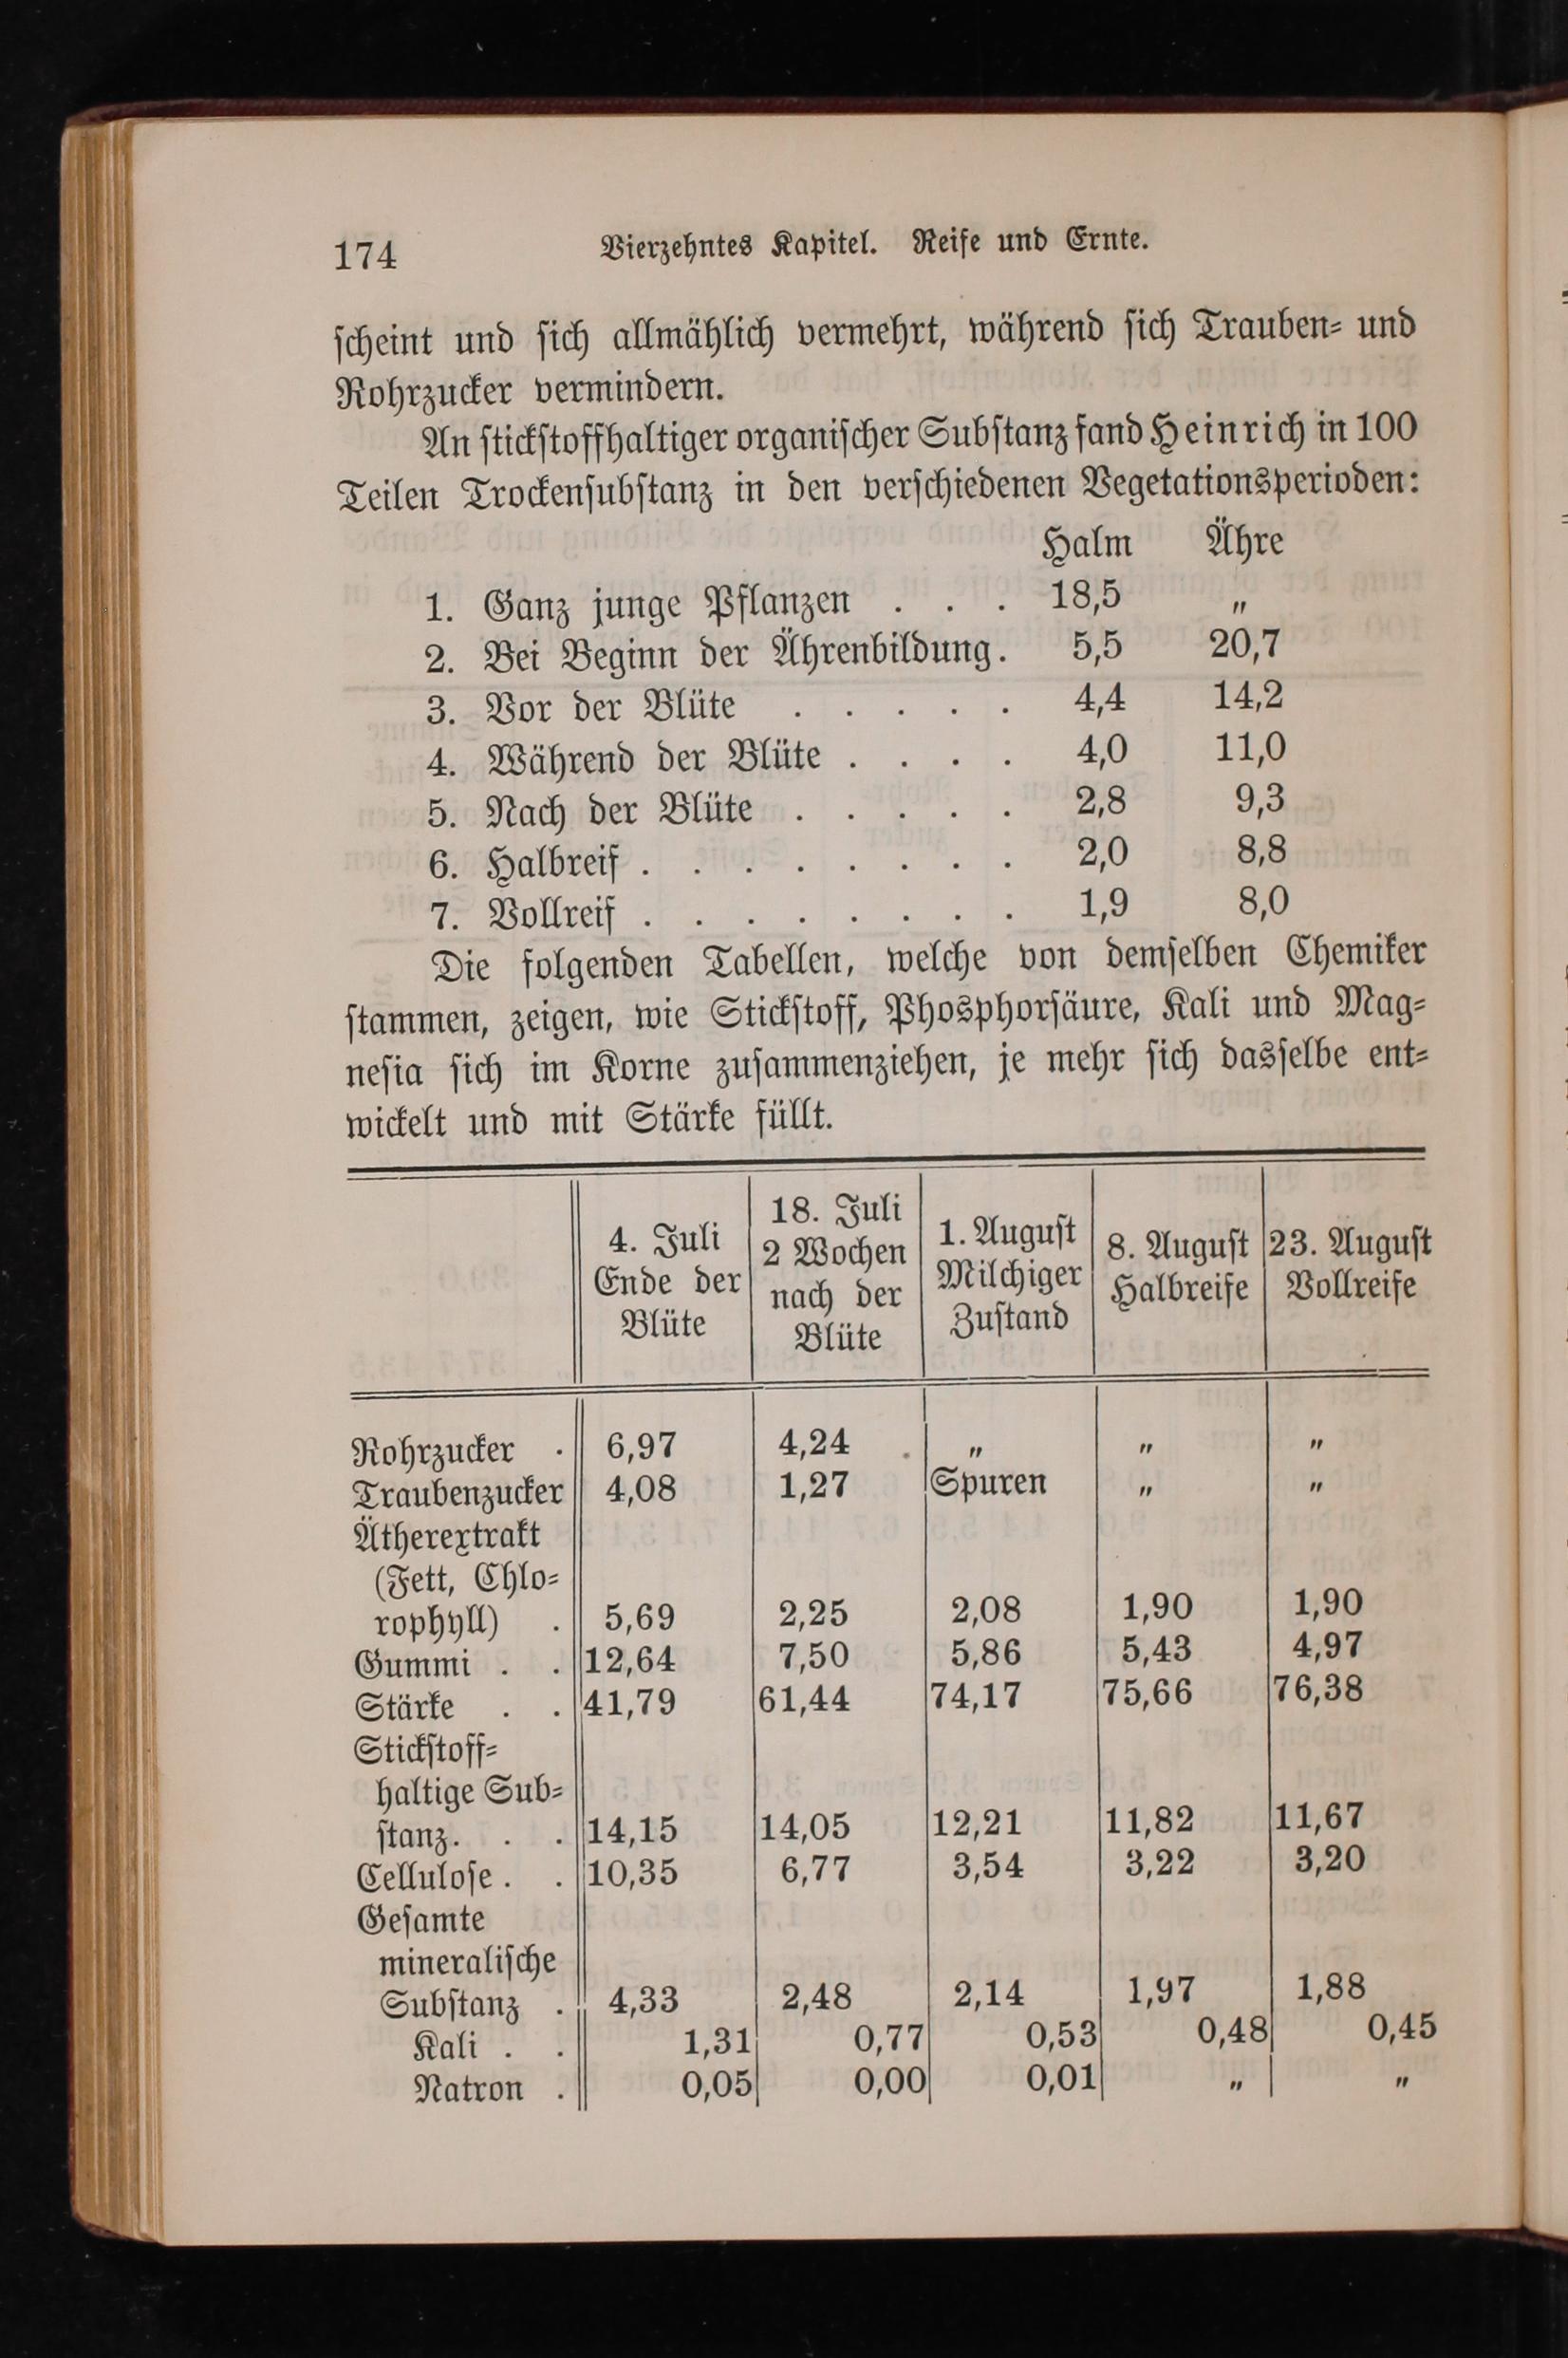 174 Vierzehntes Kapitel. Reife und Ernte.
ſcheint und ſich allmählich vermehrt, während ſich Trauben- und
Rohrzucker vermindern.
An ſtickſtoffhaltiger organiſcher Subſtanz fand Heinrich in 100
Teilen Trockenſubſtanz in den verſchiedenen Vegetationsperioden:
Halm Ähre
1. Ganz junge Pflanzen . . . 18,5 „
2. Bei Beginn der Ährenbildung. 5,5 20,7
3. Vor der Blüte . . . . . 4,4 14,2
4. Während der Blüte . . . . 4,0 11,0
5. Nach der Blüte . . . . . 2,8 9,3
6. Halbreif . . . . . . . . 2,0 8,8
7. Vollreif . . . . . . . . 1,9 8,0
Die folgenden Tabellen, welche von demſelben Chemiker
ſtammen, zeigen, wie Stickſtoff, Phosphorſäure, Kali und Mag-
neſia ſich im Korne zuſammenziehen, je mehr ſich dasſelbe ent-
wickelt und mit Stärke füllt.
4. Juli
Ende der
Blüte
18. Juli
2 Wochen
nach der
Blüte
1. Auguſt
Milchiger
Zuſtand
8. Auguſt
Halbreife
23. Auguſt
Vollreife
Rohrzucker . 6,97 4,24 „ „ „
Traubenzucker 4,08 1,27 Spuren „ „
Ätherextrakt
(Fett, Chlo-
rophyll) . 5,69 2,25 2,08 1,90 1,90
Gummi . . 12,64 7,50 5,86 5,43 4,97
Stärke . . 41,79 61,44 74,17 75,66 76,38
Stickſtoff-
haltige Sub-
ſtanz. . . 14,15 14,05 12,21 11,82 11,67
Celluloſe . . 10,35 6,77 3,54 3,22 3,20
Geſamte
mineraliſche
Subſtanz . 4,33 2,48 2,14 1,97 1,88
Kali . . 1,31 0,77 0,53 0,48 0,45
Natron . 0,05 0,00 0,01 „ „